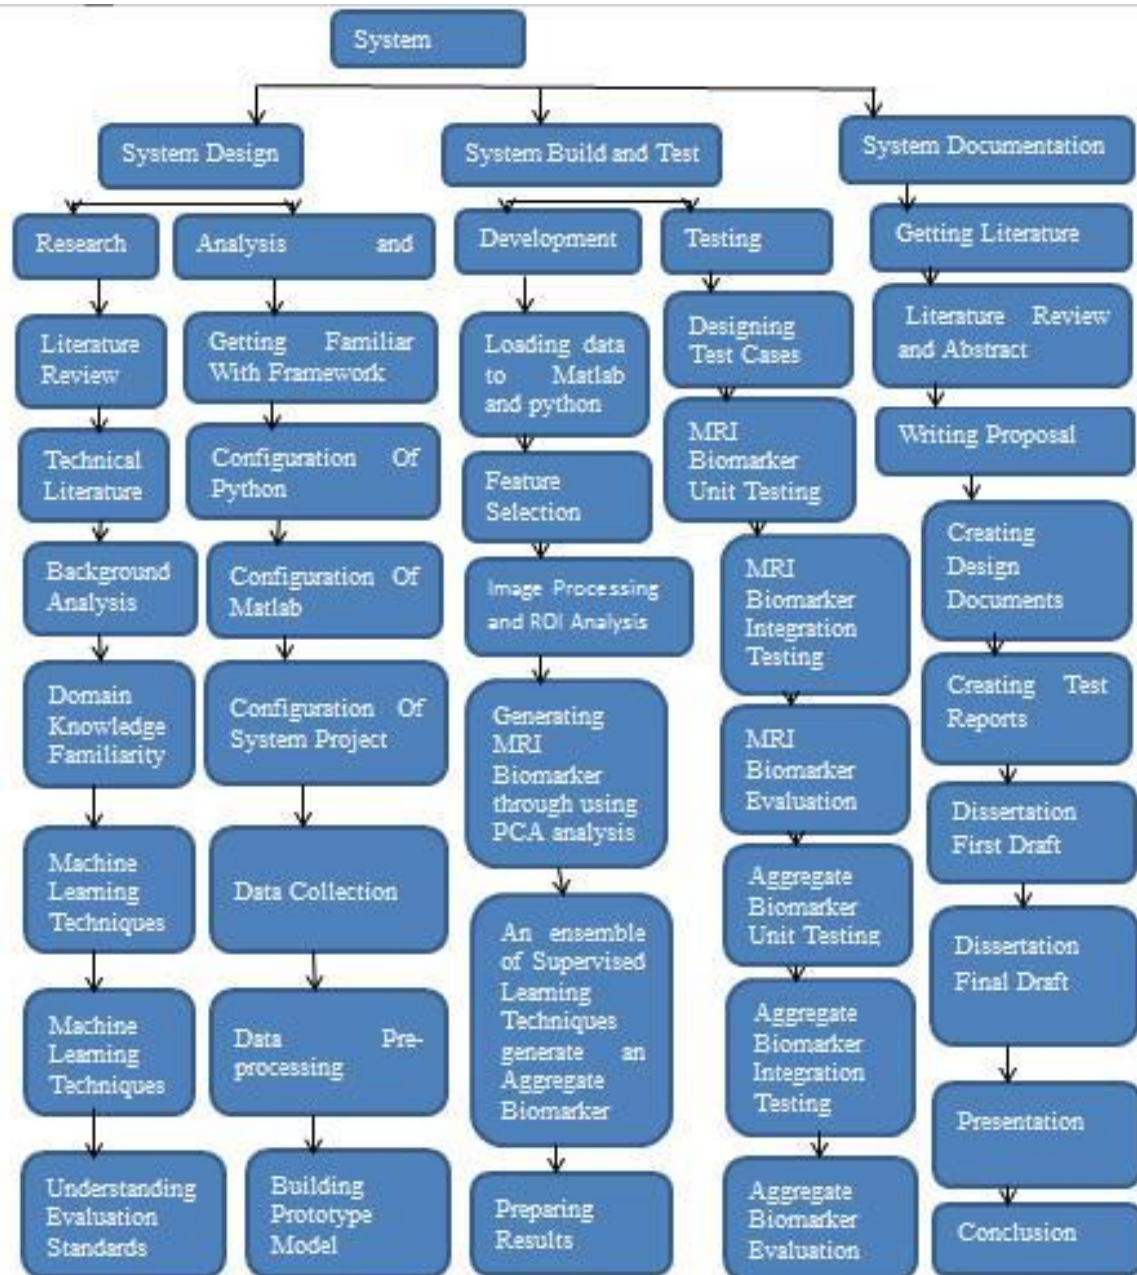 System
System Design
System Build and Test
System Documentation
Research
Literature
Review
Technical
Literature
Background
Analysis
Domain
Knowledge
Familiarity
Machine
Learning
Techniques
Machine
Learning
Techniques
Understanding
Evaluation
Standards
Analysis and
Getting Familiar
With Framework
Configuration Of
Python
Configuration Of
Matlab
Configuration Of
System Project
Data Collection
Data Pre-
processing
Building
Prototype
Model
Development
Loading data
to Matlab
and python
Feature
Selection
Image Processing
and ROI Analysis
Generating
MRI
Biomarker
through using
PCA analysis
An ensemble
of Supervised
Learning
Techniques
generate an
Aggregate
Biomarker
Preparing
Results
Testing
Designing
Test Cases
MRI
Biomarker
Unit Testing
MRI
Biomarker
Integration
Testing
MRI
Biomarker
Evaluation
Aggregate
Biomarker
Unit Testing
Aggregate
Biomarker
Integration
Testing
Aggregate
Biomarker
Evaluation
Getting Literature
Literature Review
and Abstract
Writing Proposal
Creating
Design
Documents
Creating Test
Reports
Dissertation
First Draft
Dissertation
Final Draft
Presentation
Conclusion